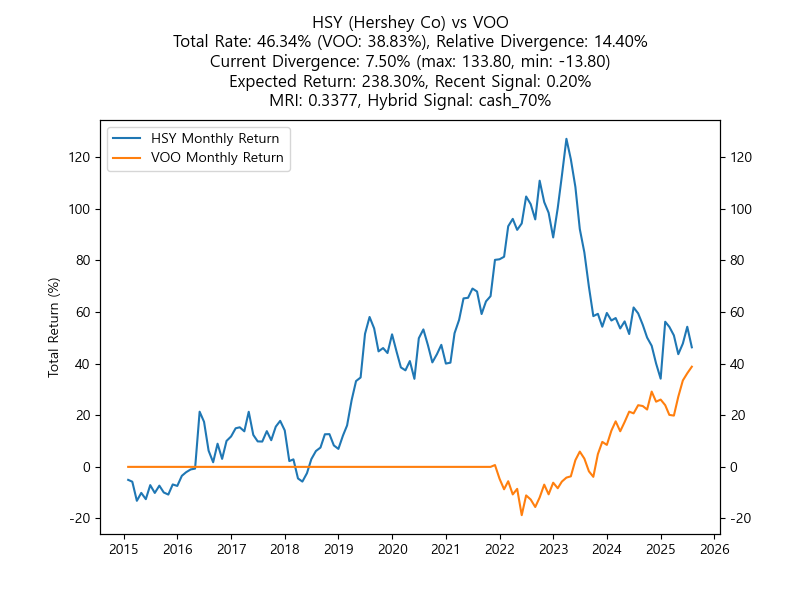 HSY (Hershey Co) vs VOO
Total Rate: 46.34% (VOO: 38.83%), Relative Divergence: 14.40%
Current Divergence: 7.50% (max: 133.80, min: -13.80)
Expected Return: 238.30%, Recent Signal: 0.20%
MRI: 0.3377, Hybrid Signal: cash_70%
HSY Monthly Return
VOO Monthly Return
Total Return (%)
120 120
100 100
80 80
60 60
40 40
20 20
0 0
-20 -20
2015 2016 2017 2018 2019 2020 2021 2022 2023 2024 2025 2026